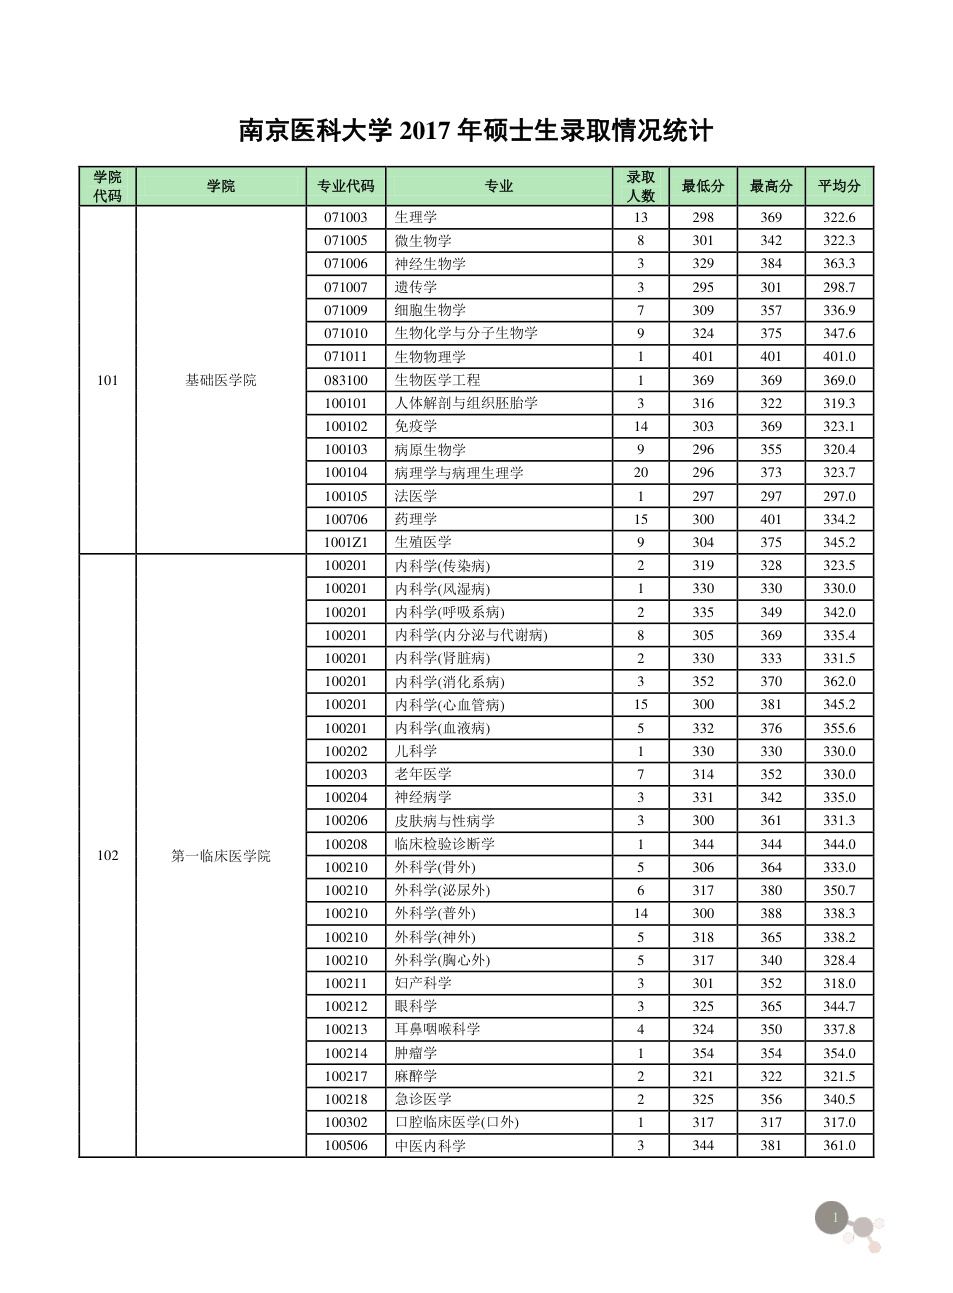 南京医科大学 2017 年硕士生录取情况统计
学院代码 学院 专业代码 专业 录取人数 最低分 最高分 平均分
071003 生理学 13 298 369 322.6
071005 微生物学 8 301 342 322.3
071006 神经生物学 3 329 384 363.3
071007 遗传学 3 295 301 298.7
071009 细胞生物学 7 309 357 336.9
071010 生物化学与分子生物学 9 324 375 347.6
071011 生物物理学 1 401 401 401.0
101 基础医学院 083100 生物医学工程 1 369 369 369.0
100101 人体解剖与组织胚胎学 3 316 322 319.3
100102 免疫学 14 303 369 323.1
100103 病原生物学 9 296 355 320.4
100104 病理学与病理生理学 20 296 373 323.7
100105 法医学 1 297 297 297.0
100706 药理学 15 300 401 334.2
1001Z1 生殖医学 9 304 375 345.2
100201 内科学(传染病) 2 319 328 323.5
100201 内科学(风湿病) 1 330 330 330.0
100201 内科学(呼吸系病) 2 335 349 342.0
100201 内科学(内分泌与代谢病) 8 305 369 335.4
100201 内科学(肾脏病) 2 330 333 331.5
100201 内科学(消化系病) 3 352 370 362.0
100201 内科学(心血管病) 15 300 381 345.2
100201 内科学(血液病) 5 332 376 355.6
100202 儿科学 1 330 330 330.0
100203 老年医学 7 314 352 330.0
100204 神经病学 3 331 342 335.0
100206 皮肤病与性病学 3 300 361 331.3
100208 临床检验诊断学 1 344 344 344.0
102 第一临床医学院 100210 外科学(骨外) 5 306 364 333.0
100210 外科学(泌尿外) 6 317 380 350.7
100210 外科学(普外) 14 300 388 338.3
100210 外科学(神外) 5 318 365 338.2
100210 外科学(胸心外) 5 317 340 328.4
100211 妇产科学 3 301 352 318.0
100212 眼科学 3 325 365 344.7
100213 耳鼻咽喉科学 4 324 350 337.8
100214 肿瘤学 1 354 354 354.0
100217 麻醉学 2 321 322 321.5
100218 急诊医学 2 325 356 340.5
100302 口腔临床医学(口外) 1 317 317 317.0
100506 中医内科学 3 344 381 361.0
1